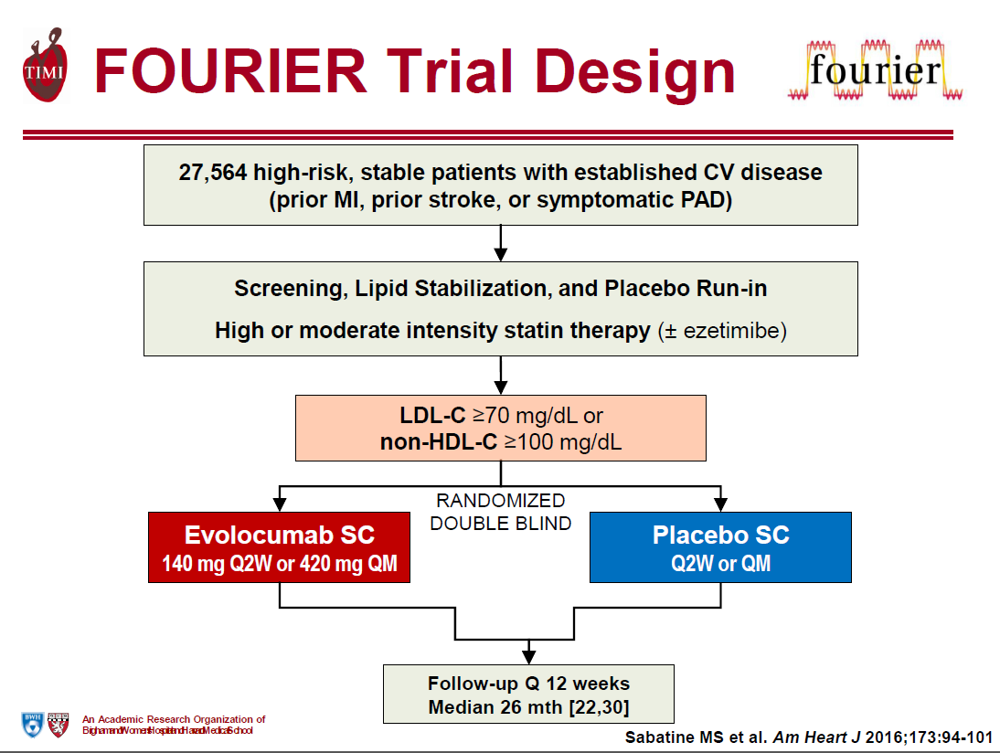 TIMI
FOURIER Trial Design
fourier
27,564 high-risk, stable patients with established CV disease
(prior MI, prior stroke, or symptomatic PAD)
Screening, Lipid Stabilization, and Placebo Run-in
High or moderate intensity statin therapy (± ezetimibe)
LDL-C ≥70 mg/dL or
non-HDL-C ≥100 mg/dL
RANDOMIZED
DOUBLE BLIND
Evolocumab SC
140 mg Q2W or 420 mg QM
Placebo SC
Q2W or QM
Follow-up Q 12 weeks
Median 26 mth [22,30]
BWH
An Academic Research Organization of
Brigham and Women's Hospital and Harvard Medical School
Sabatine MS et al. Am Heart J 2016;173:94-101